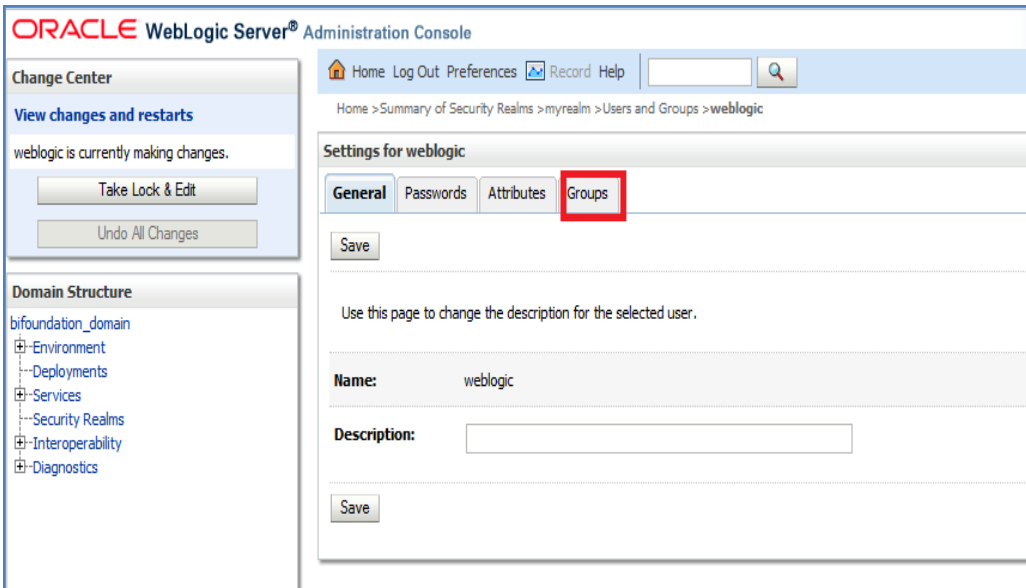 ORACLE WebLogic Server® Administration Console
Change Center
View changes and restarts
weblogic is currently making changes.
Take Lock & Edit
Undo All Changes
Domain Structure
bifoundation_domain
Environment
Deployments
Services
Security Realms
Interoperability
Diagnostics
Home Log Out Preferences Record Help
Home >Summary of Security Realms >myrealm >Users and Groups >weblogic
Settings for weblogic
General Passwords Attributes Groups
Save
Use this page to change the description for the selected user.
Name: weblogic
Description:
Save